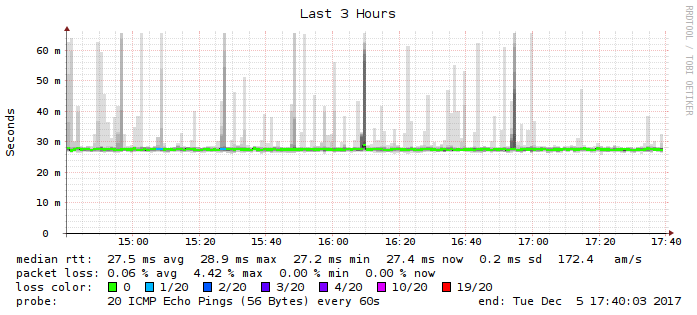 Last 3 Hours
RRDTOOL / TOBI OETIKER
Seconds
60 m
50 m
40 m
30 m
20 m
10 m
0
15:00 15:20 15:40 16:00 16:20 16:40 17:00 17:20 17:40
median rtt: 27.5 ms avg 28.9 ms max 27.2 ms min 27.4 ms now 0.2 ms sd 172.4 am/s
packet loss: 0.06 % avg 4.42 % max 0.00 % min 0.00 % now
loss color: 0 1/20 2/20 3/20 4/20 10/20 19/20
probe: 20 ICMP Echo Pings (56 Bytes) every 60s end: Tue Dec 5 17:40:03 2017